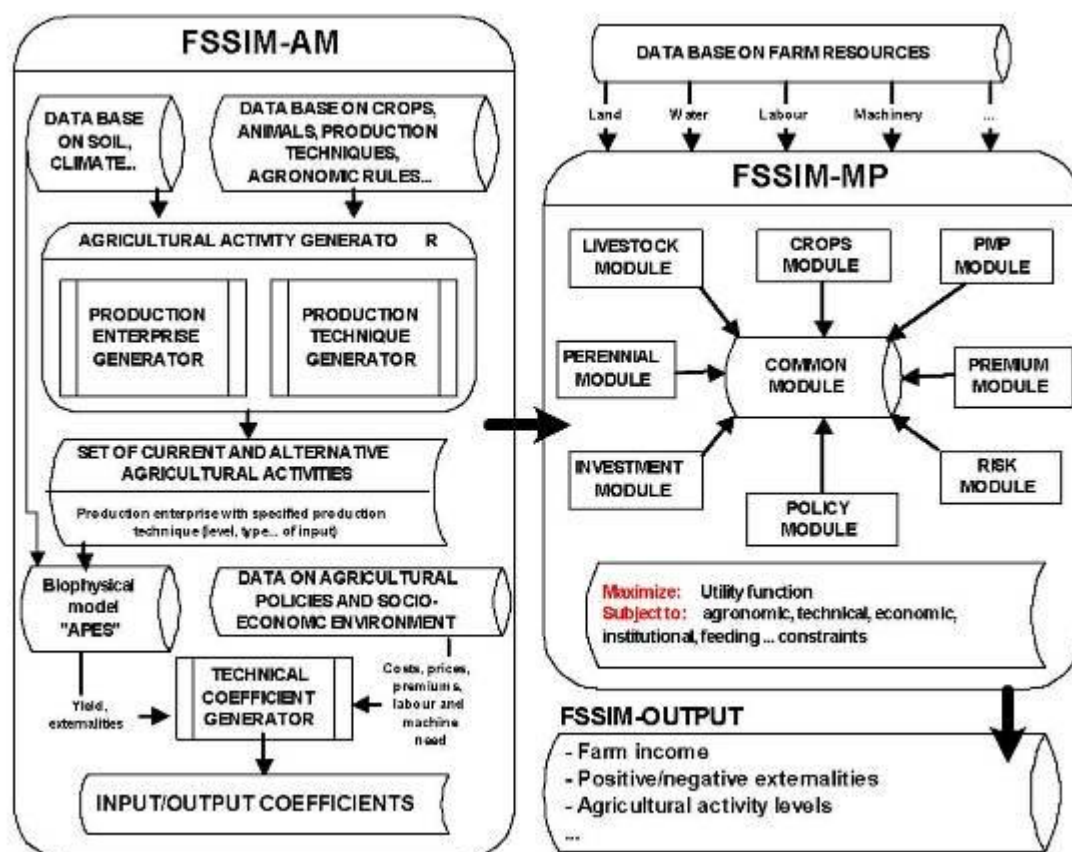 FSSIM-AM
DATA BASE
ON SOIL,
CLIMATE...
DATA BASE ON CROPS,
ANIMALS, PRODUCTION
TECHNIQUES,
AGRONOMIC RULES...
AGRICULTURAL ACTIVITY GENERATO R
PRODUCTION
ENTERPRISE
GENERATOR
PRODUCTION
TECHNIQUE
GENERATOR
SET OF CURRENT AND ALTERNATIVE
AGRICULTURAL ACTIVITIES
Production enterprise with specified production
technique (level, type... of input)
Biophysical
model
"APES"
DATA ON AGRICULTURAL
POLICIES AND SOCIO-
ECONOMIC ENVIRONMENT
Yield,
externalities
TECHNICAL
COEFFICIENT
GENERATOR
Costs, prices,
premiums,
labour and
machine
need
INPUT/OUTPUT COEFFICIENTS
DATA BASE ON FARM RESOURCES
Land
Water
Labour
Machinery
...
FSSIM-MP
LIVESTOCK
MODULE
CROPS
MODULE
PMP
MODULE
PERENNIAL
MODULE
COMMON
MODULE
PREMIUM
MODULE
INVESTMENT
MODULE
POLICY
MODULE
RISK
MODULE
Maximize: Utility function
Subject to: agronomic, technical, economic,
institutional, feeding ... constraints
FSSIM-OUTPUT
- Farm income
- Positive/negative externalities
- Agricultural activity levels
...